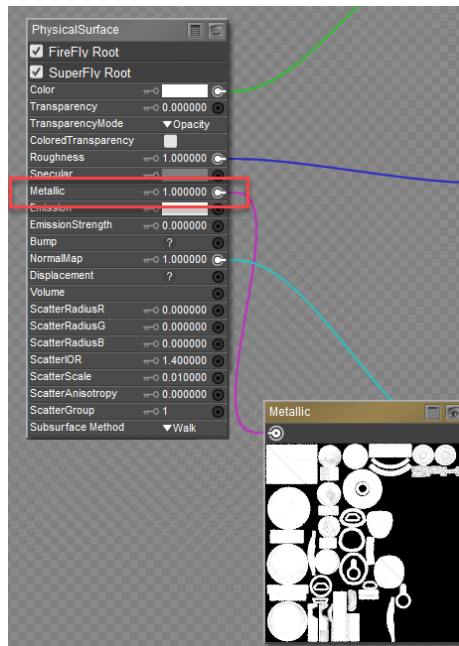 PhysicalSurface
FireFly Root
SuperFly Root
Color
Transparency 0.000000
TransparencyMode Opacity
ColoredTransparency
Roughness 1.000000
Specular
Metallic 1.000000
Emission
EmissionStrength 0.000000
Bump ?
NormalMap 1.000000
Displacement ?
Volume
ScatterRadiusR 0.000000
ScatterRadiusG 0.000000
ScatterRadiusB 0.000000
ScatterIOR 1.400000
ScatterScale 0.010000
ScatterAnisotropy 0.000000
ScatterGroup 1
Subsurface Method Walk
Metallic